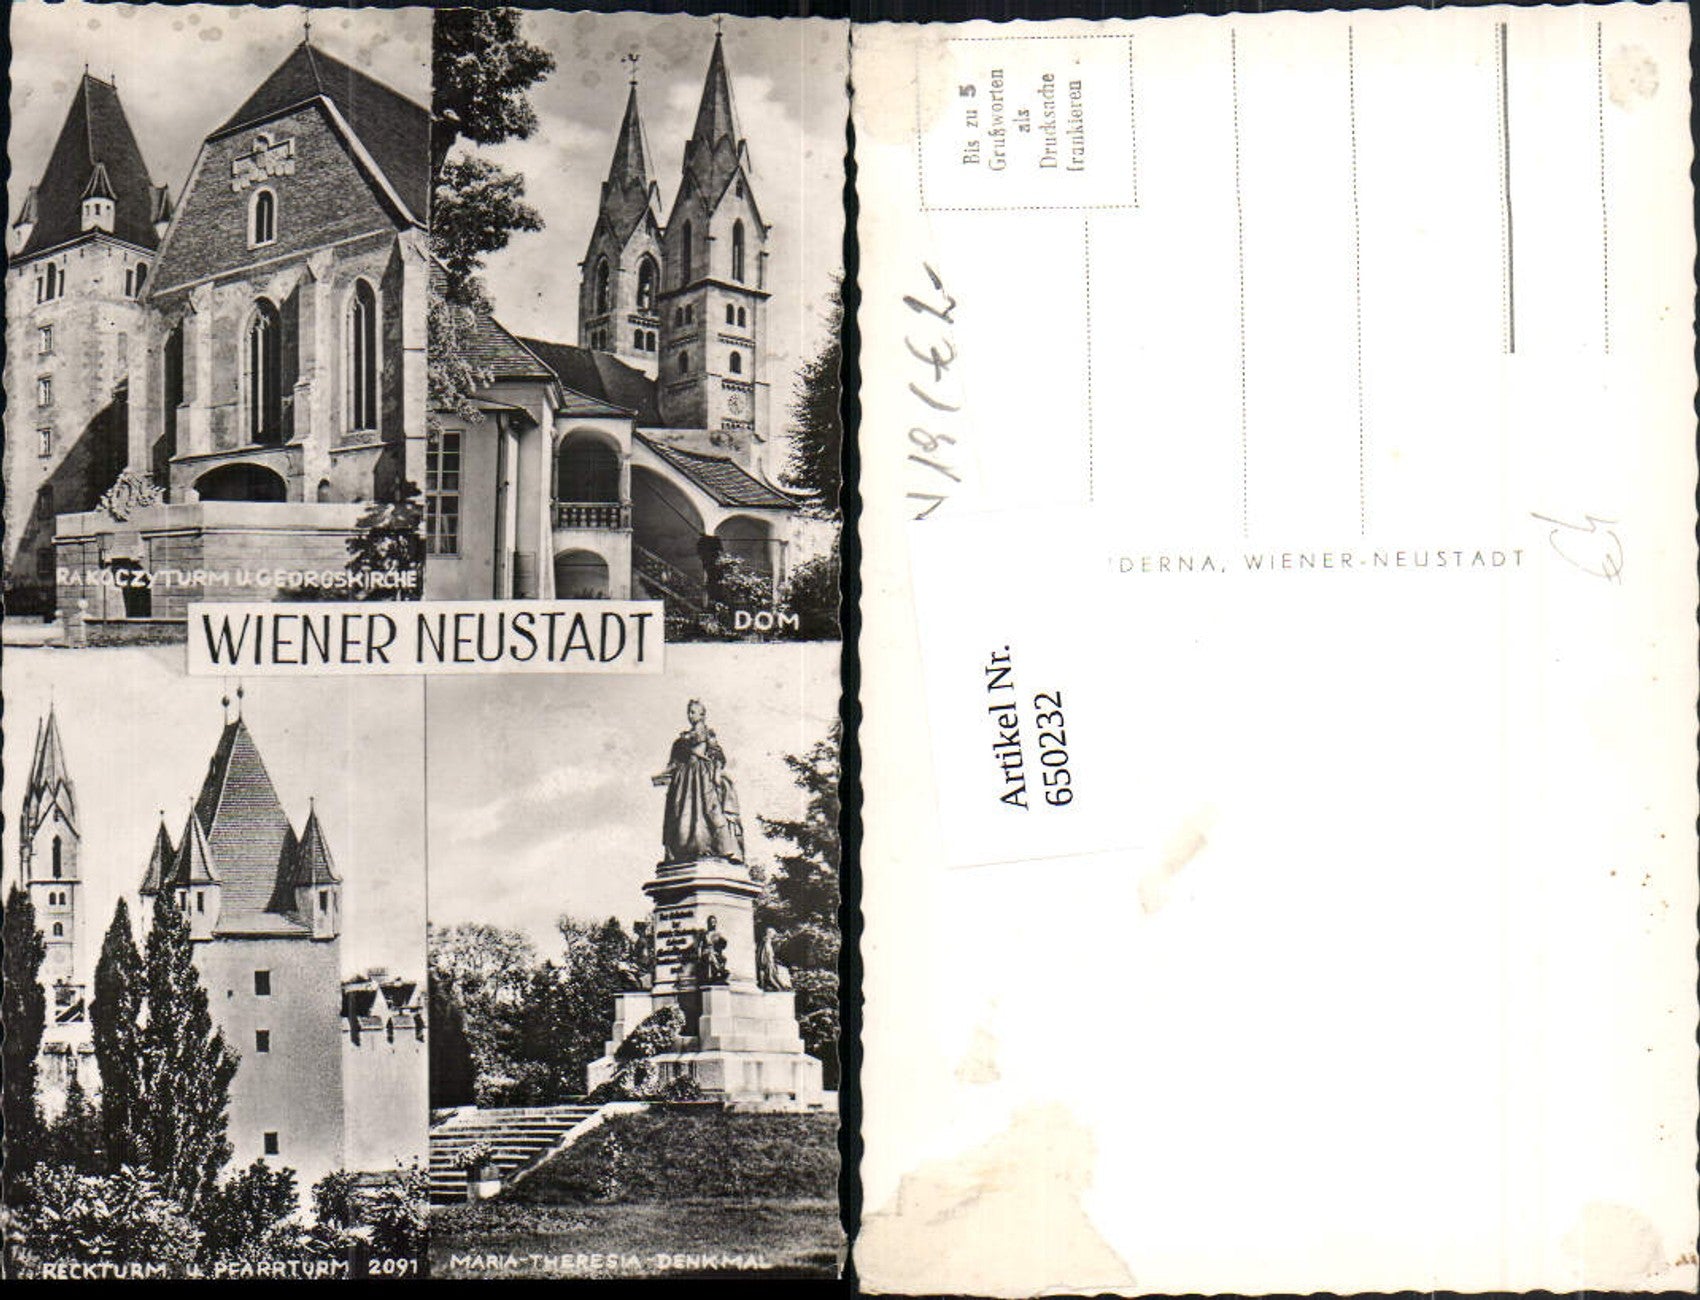 RAKOCZYTURM U. GEORGSKIRCHE
DOM
WIENER NEUSTADT
RECKTURM u. PFARRTURM 2091
MARIA-THERESIA-DENKMAL
Bis zu 5
Grußworten
als
Drucksache
frankieren
DERNA, WIENER-NEUSTADT
Artikel Nr.
650232